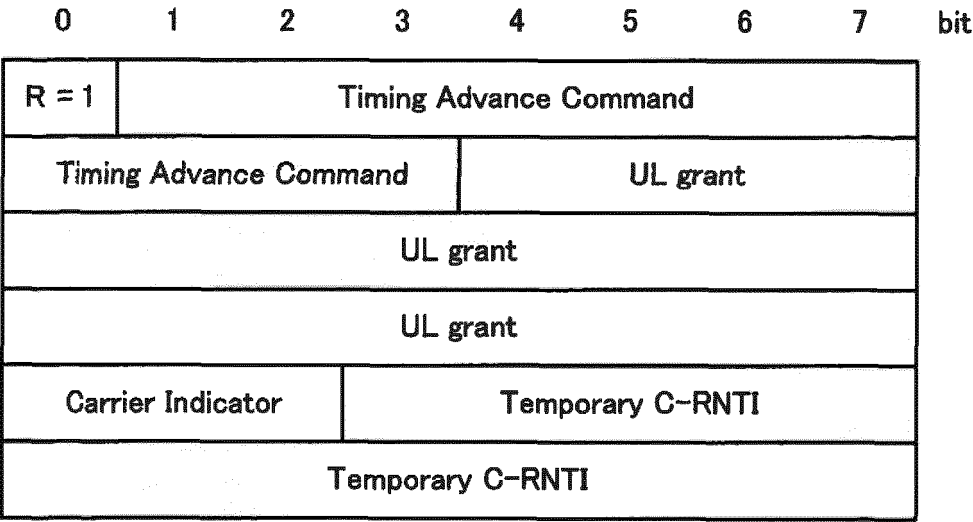 0 1 2 3 4 5 6 7 bit
R = 1 Timing Advance Command
Timing Advance Command UL grant
UL grant
UL grant
Carrier Indicator Temporary C-RNTI
Temporary C-RNTI